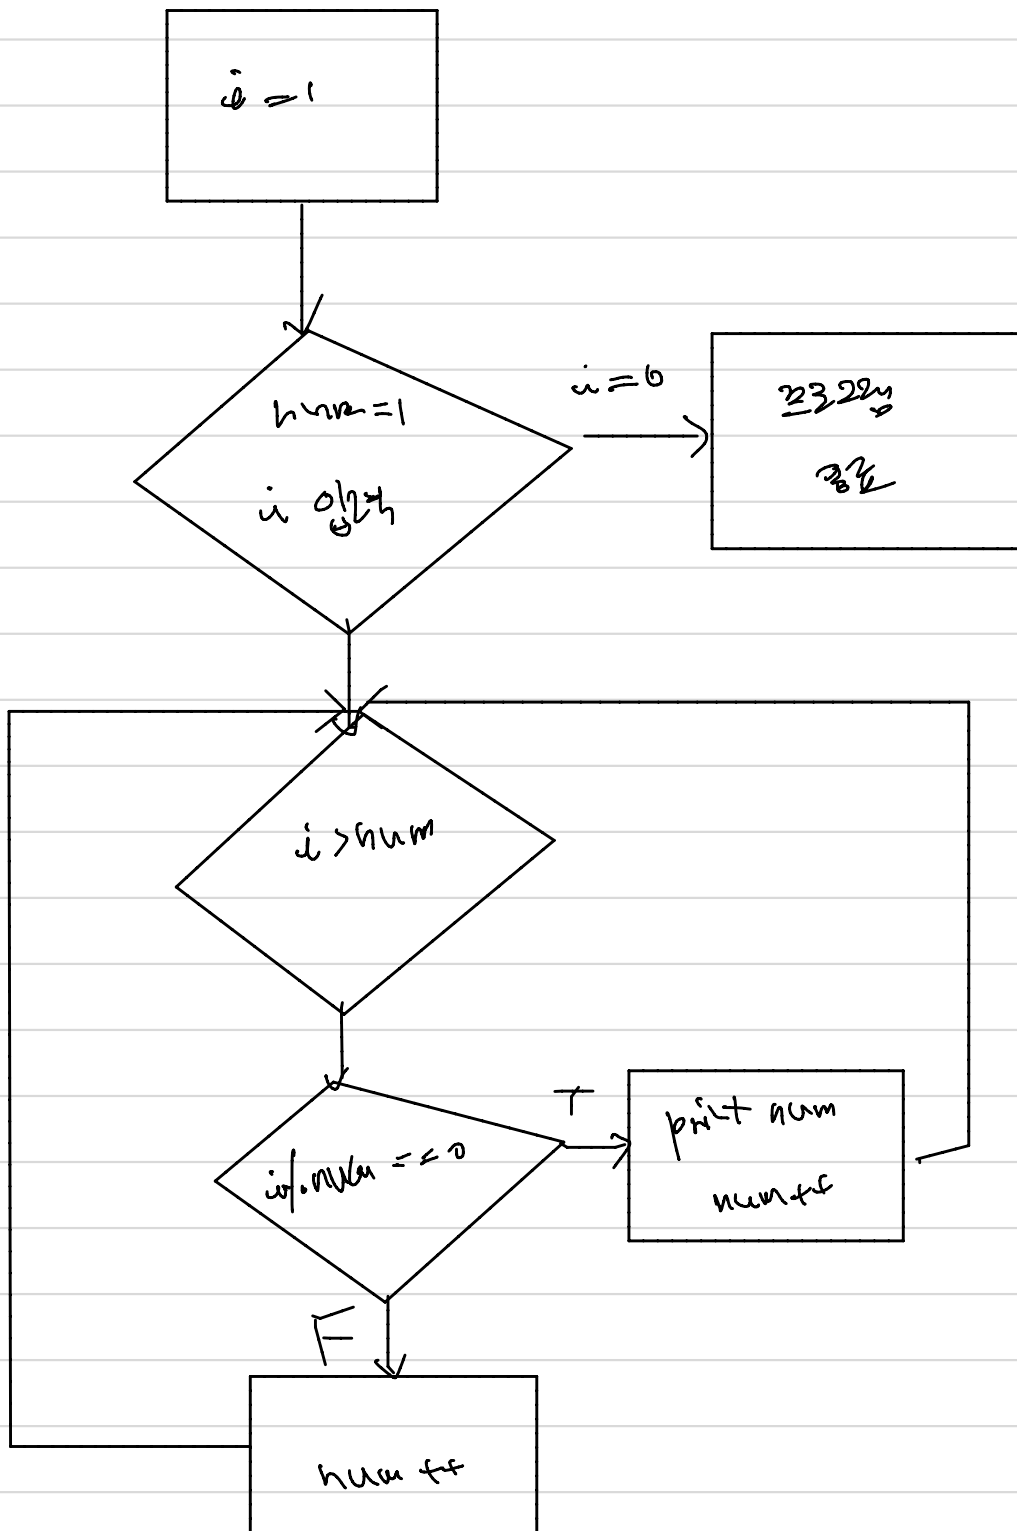 i = 1
num = 1
i 입력
i = 0
프로그램
종료
i > num
i % num == 0
T
print num
num++
F
num++